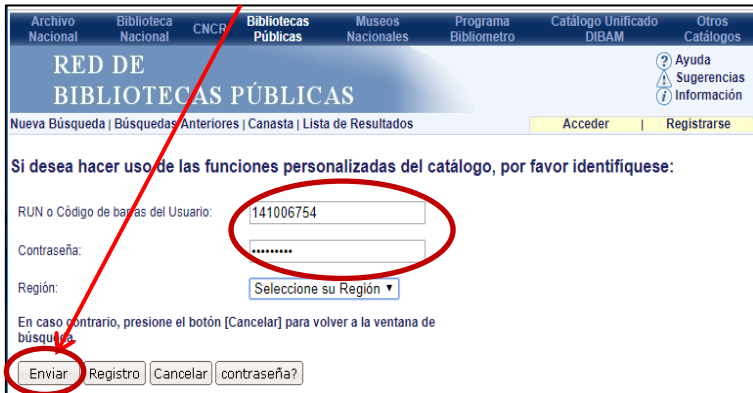 Archivo Nacional Biblioteca Nacional CNCR Bibliotecas Públicas Museos Nacionales Programa Bibliometro Catálogo Unificado DIBAM Otros Catálogos
RED DE
BIBLIOTECAS PÚBLICAS
Ayuda
Sugerencias
Información
Nueva Búsqueda | Búsquedas Anteriores | Canasta | Lista de Resultados Acceder | Registrarse
Si desea hacer uso de las funciones personalizadas del catálogo, por favor identifiquese:
RUN o Código de barras del Usuario: 141006754
Contraseña: •••••••••
Región: Seleccione su Región
En caso contrario, presione el botón [Cancelar] para volver a la ventana de
búsqueda.
Enviar Registro Cancelar contraseña?